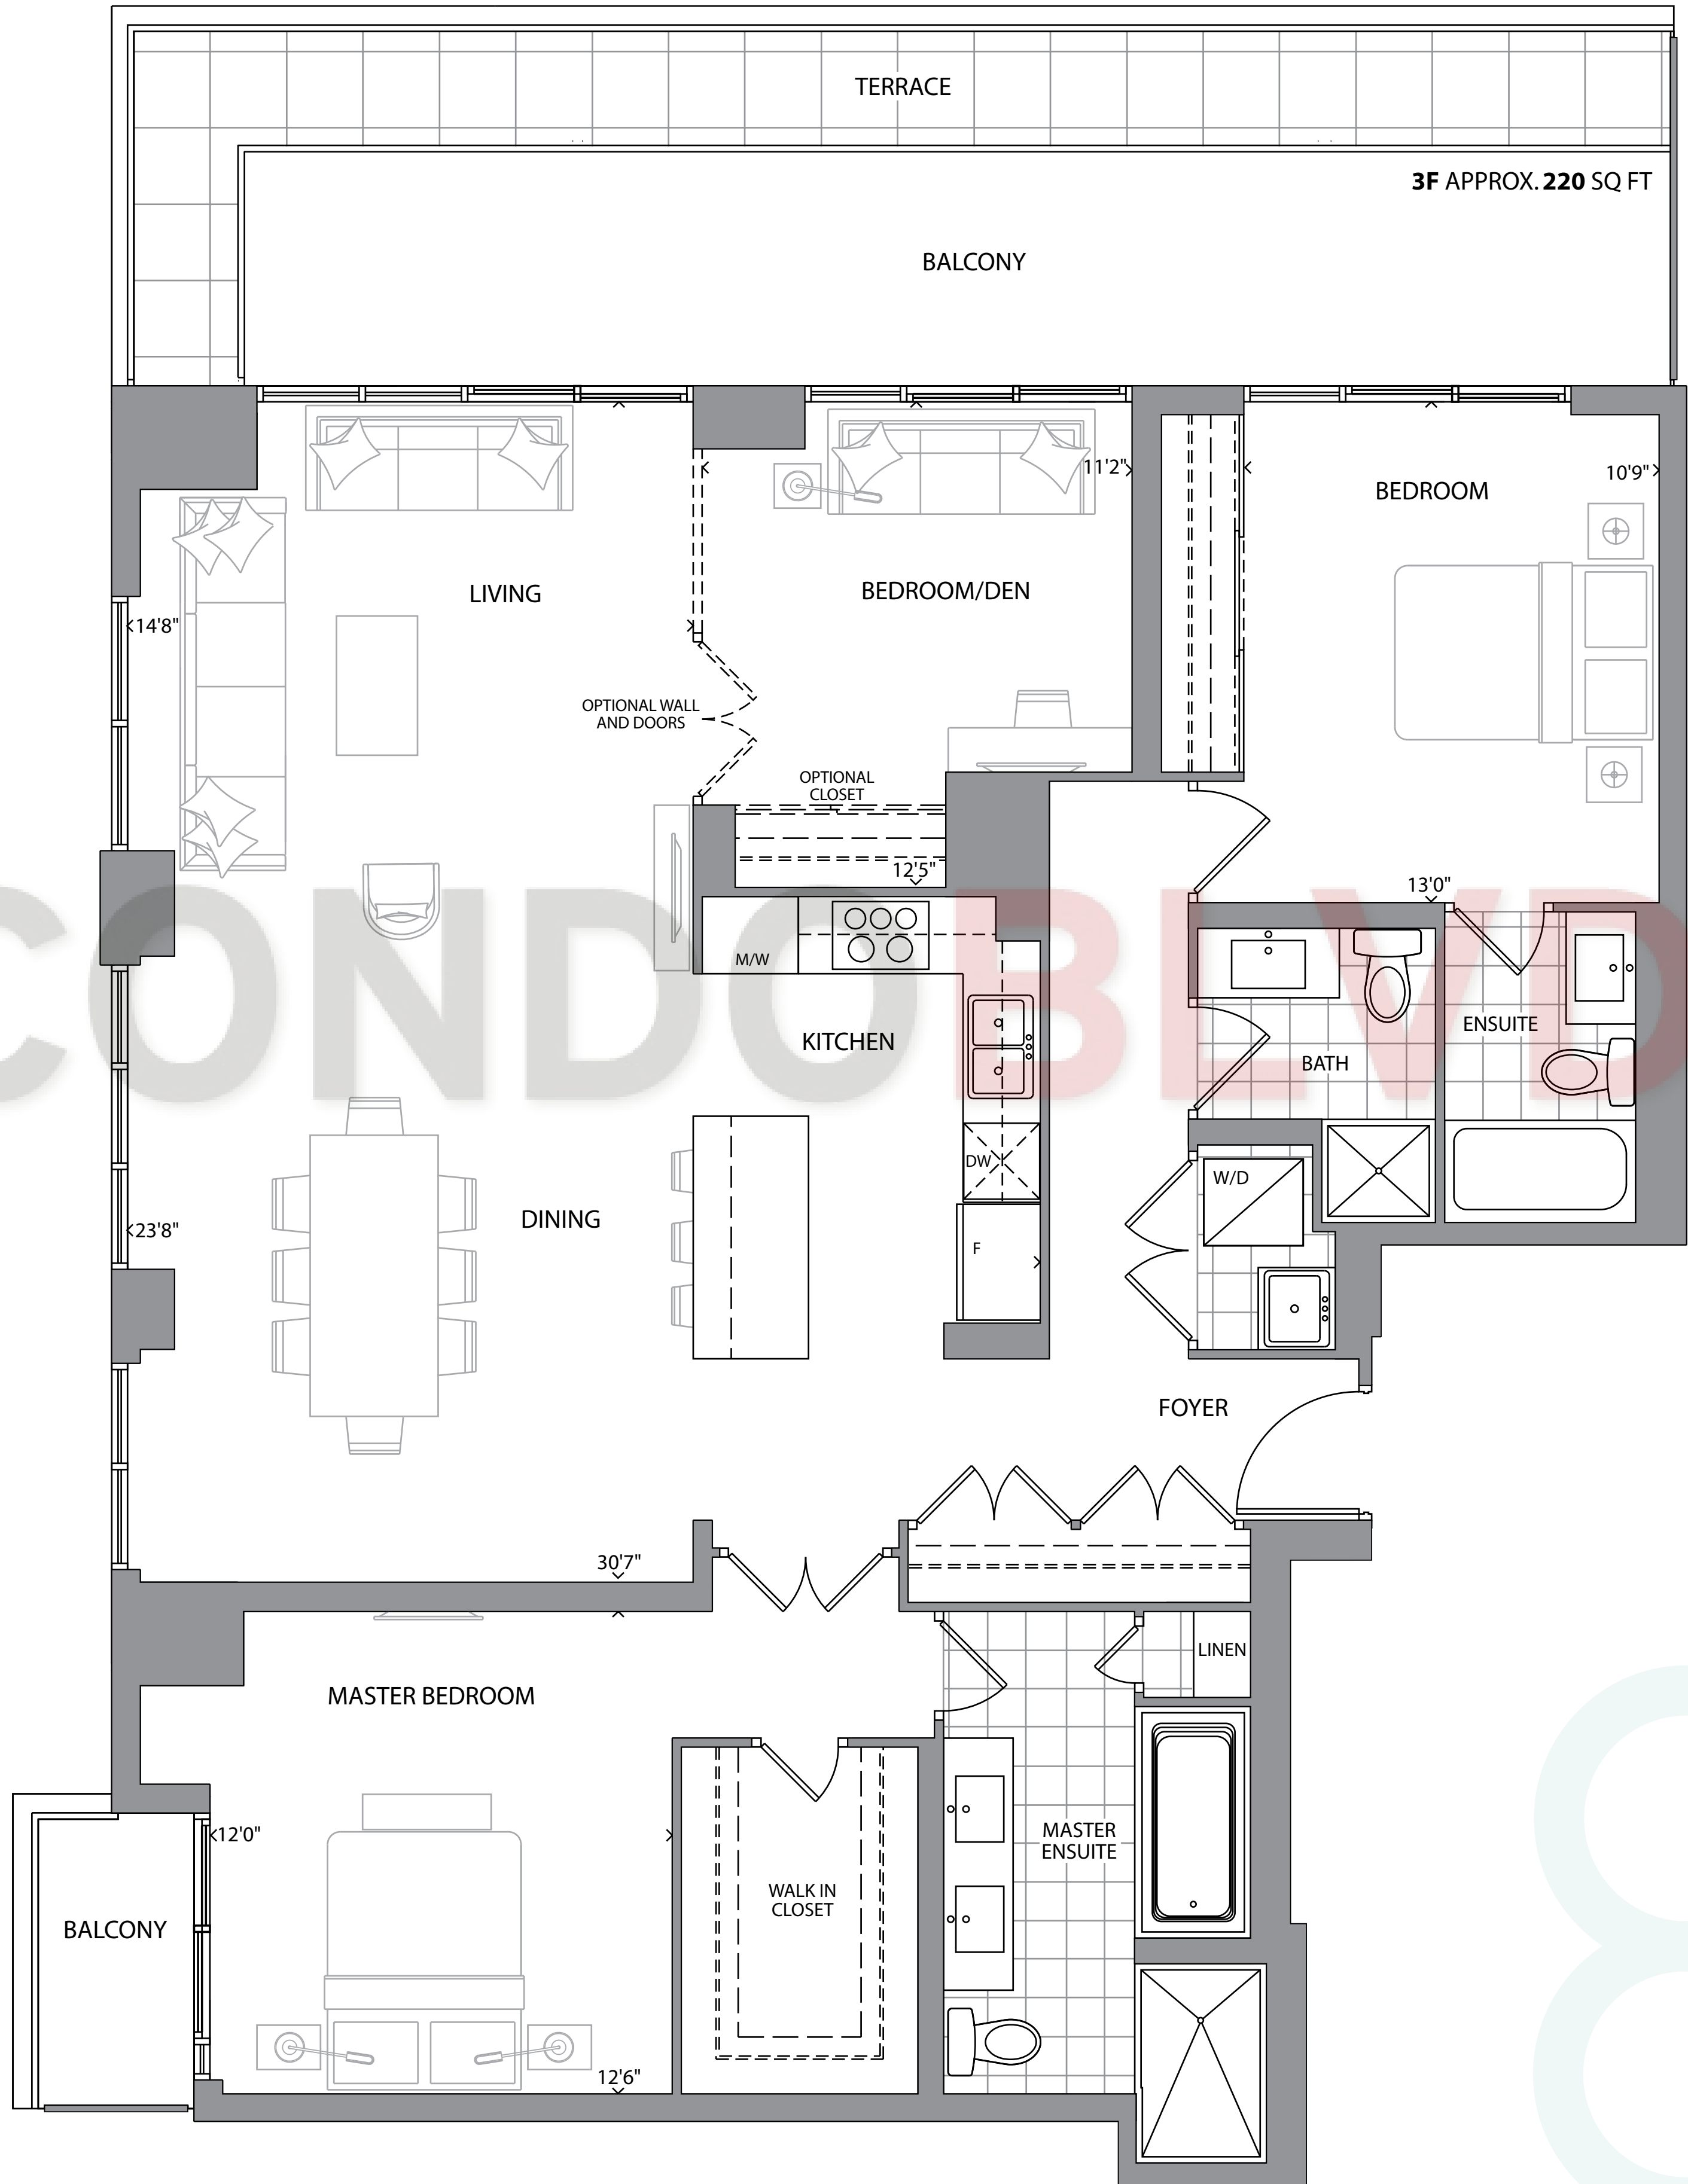 TERRACE
3F APPROX. 220 SQ FT
BALCONY
11'2"
10'9"
BEDROOM
LIVING
BEDROOM/DEN
14'8"
OPTIONAL WALL
AND DOORS
OPTIONAL
CLOSET
12'5"
13'0"
CONDOBLVD
M/W
KITCHEN
ENSUITE
BATH
DW
W/D
DINING
23'8"
F
FOYER
30'7"
LINEN
MASTER BEDROOM
12'0"
MASTER
ENSUITE
WALK IN
CLOSET
BALCONY
12'6"